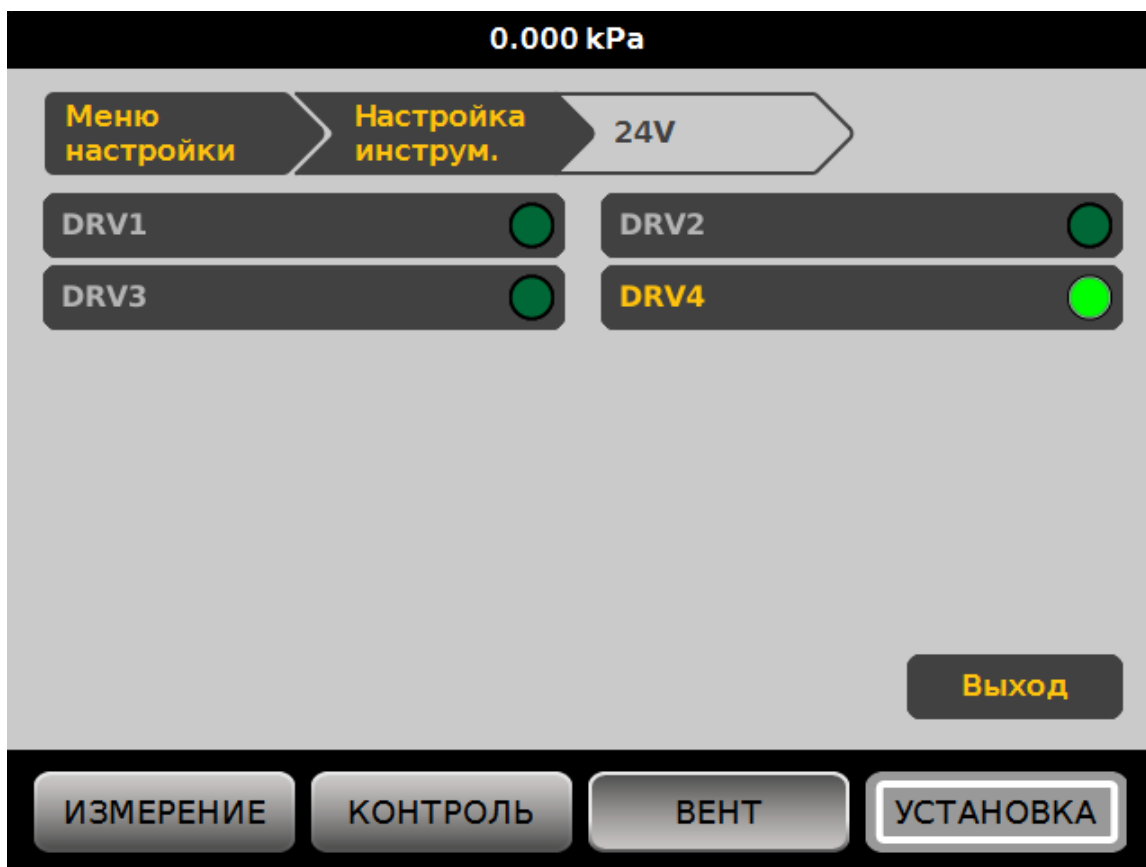 0.000 kPa
Меню
настройки
Настройка
инструм.
24V
DRV1
DRV2
DRV3
DRV4
Выход
ИЗМЕРЕНИЕ
КОНТРОЛЬ
ВЕНТ
УСТАНОВКА